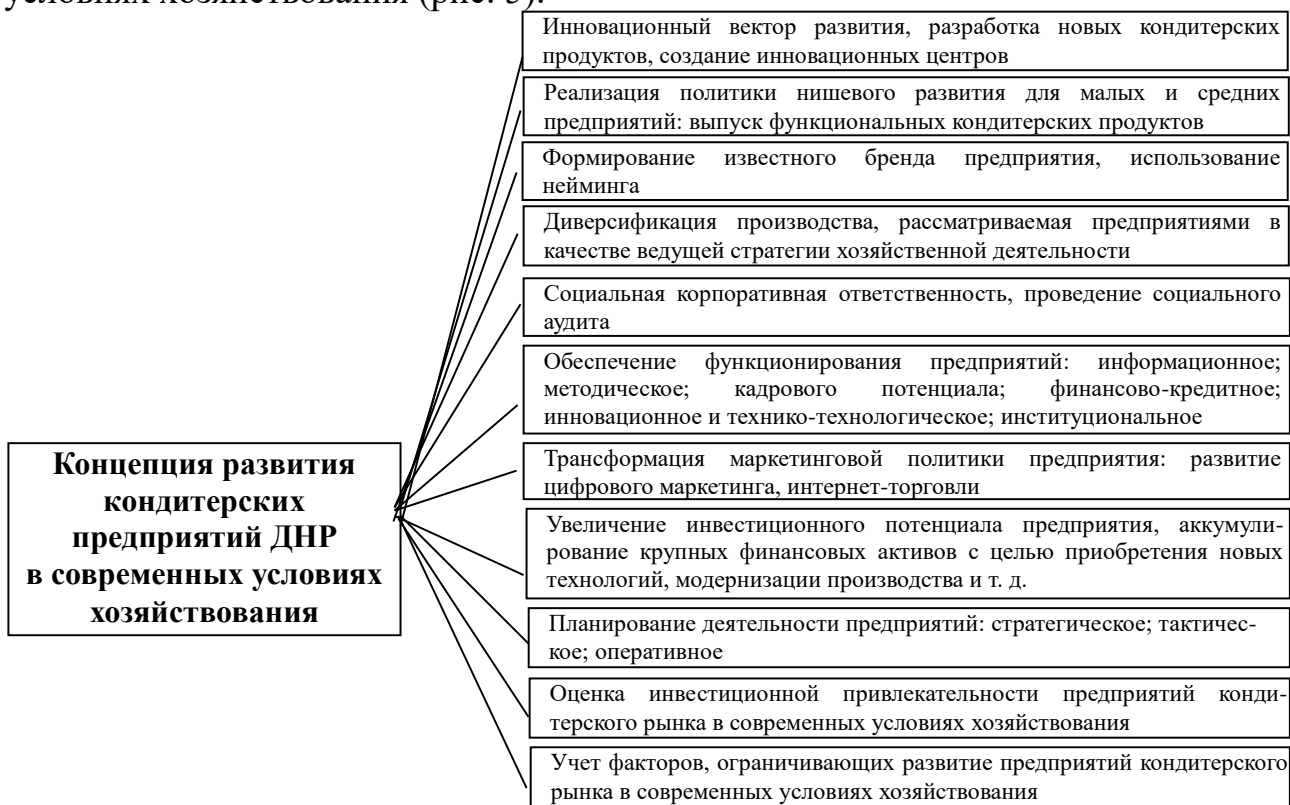 условиях хозяйствования (рис. 3).
Инновационный вектор развития, разработка новых кондитерских
продуктов, создание инновационных центров
Реализация политики нишевого развития для малых и средних
предприятий: выпуск функциональных кондитерских продуктов
Формирование известного бренда предприятия, использование
нейминга
Диверсификация производства, рассматриваемая предприятиями в
качестве ведущей стратегии хозяйственной деятельности
Социальная корпоративная ответственность, проведение социального
аудита
Обеспечение функционирования предприятий: информационное;
методическое; кадрового потенциала; финансово-кредитное;
инновационное и технико-технологическое; институциональное
Концепция развития
кондитерских
предприятий ДНР
в современных условиях
хозяйствования
Трансформация маркетинговой политики предприятия: развитие
цифрового маркетинга, интернет-торговли
Увеличение инвестиционного потенциала предприятия, аккумули-
рование крупных финансовых активов с целью приобретения новых
технологий, модернизации производства и т. д.
Планирование деятельности предприятий: стратегическое; тактичес-
кое; оперативное
Оценка инвестиционной привлекательности предприятий конди-
терского рынка в современных условиях хозяйствования
Учет факторов, ограничивающих развитие предприятий кондитерского
рынка в современных условиях хозяйствования